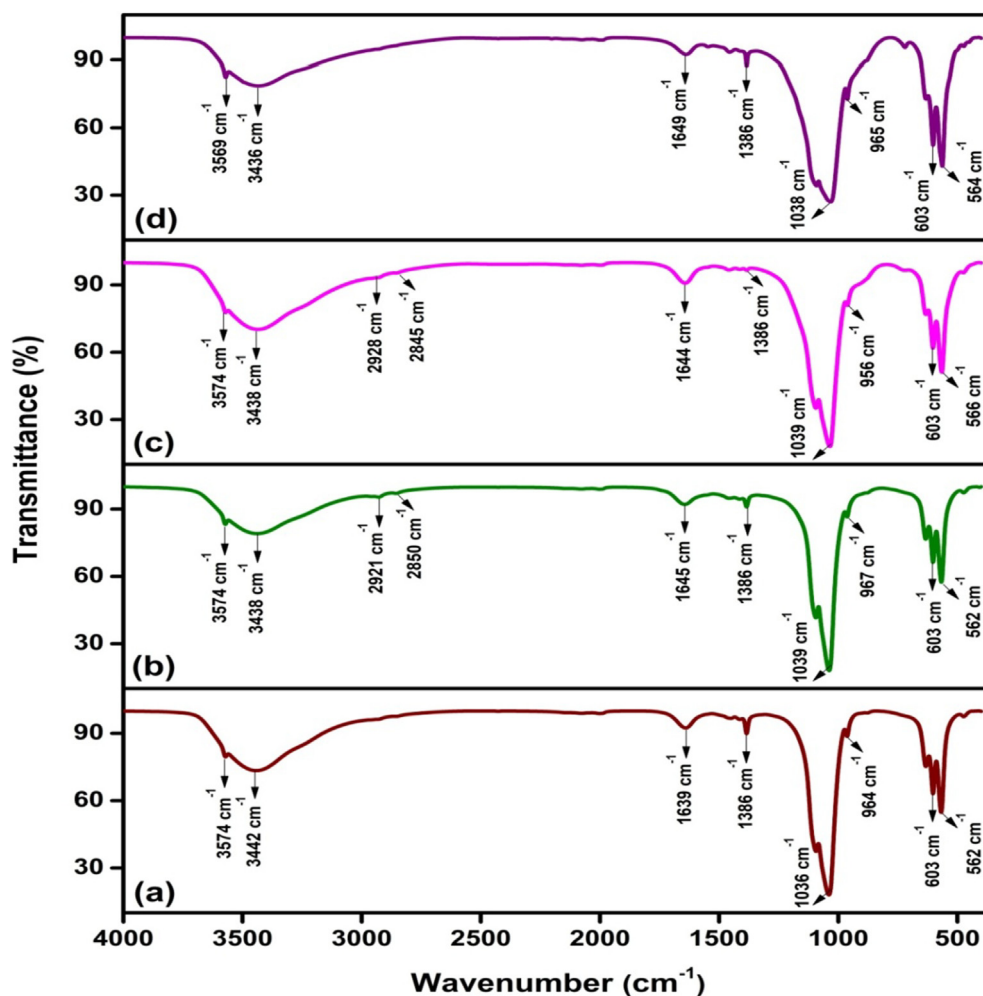 Transmittance (%)
90
60
30
(d)
3569 cm-1
3436 cm-1
1649 cm-1
1386 cm-1
1038 cm-1
965 cm-1
603 cm-1
564 cm-1
90
60
30
(c)
3574 cm-1
3438 cm-1
2928 cm-1
2845 cm-1
1644 cm-1
1386 cm-1
1039 cm-1
956 cm-1
603 cm-1
566 cm-1
90
60
30
(b)
3574 cm-1
3438 cm-1
2921 cm-1
2850 cm-1
1645 cm-1
1386 cm-1
1039 cm-1
967 cm-1
603 cm-1
562 cm-1
90
60
30
(a)
3574 cm-1
3442 cm-1
1639 cm-1
1386 cm-1
1036 cm-1
964 cm-1
603 cm-1
562 cm-1
4000 3500 3000 2500 2000 1500 1000 500
Wavenumber (cm-1)